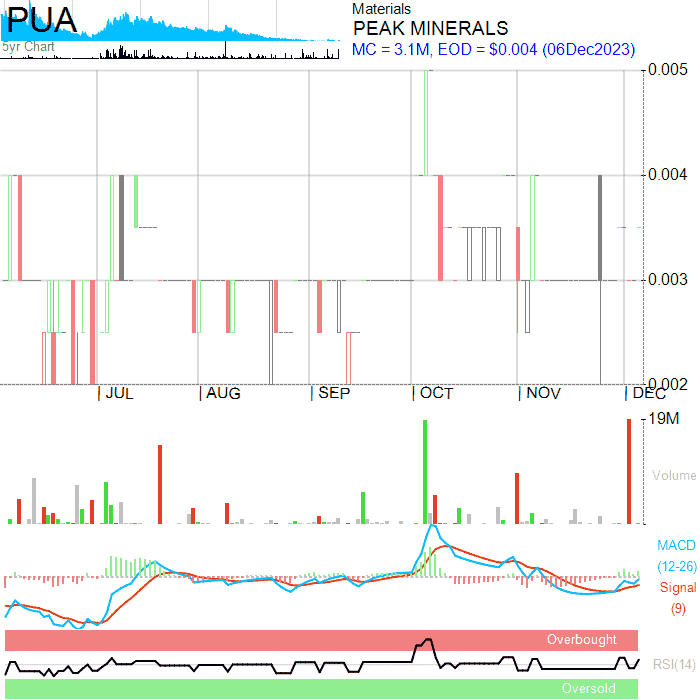 PUA
5yr Chart
Materials
PEAK MINERALS
MC = 3.1M, EOD = $0.004 (06Dec2023)
0.005
0.004
0.003
0.002
JUL
AUG
SEP
OCT
NOV
DEC
19M
Volume
MACD
(12-26)
Signal
(9)
Overbought
RSI(14)
Oversold